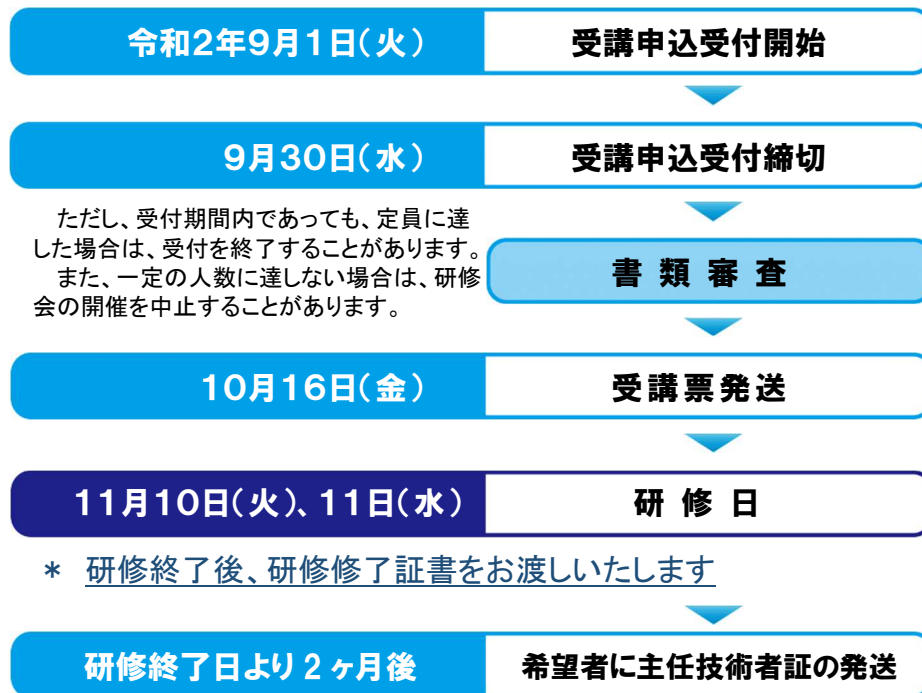 令和2年9月1日(火) 受講申込受付開始
9月30日(水) 受講申込受付締切
ただし、受付期間内であっても、定員に達
した場合は、受付を終了することがあります。
また、一定の人数に達しない場合は、研修
会の開催を中止することがあります。
書類審査
10月16日(金) 受講票発送
11月10日(火)、11日(水) 研修日
* 研修終了後、研修修了証書をお渡しいたします
研修終了日より2ヶ月後 希望者に主任技術者証の発送